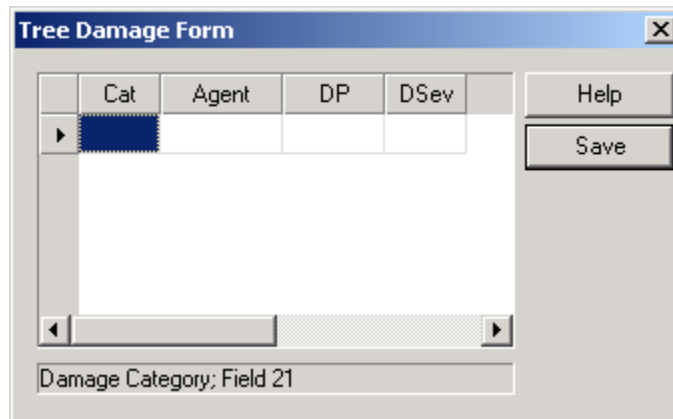 Tree Damage Form
Cat Agent DP DSev
Help
Save
Damage Category; Field 21